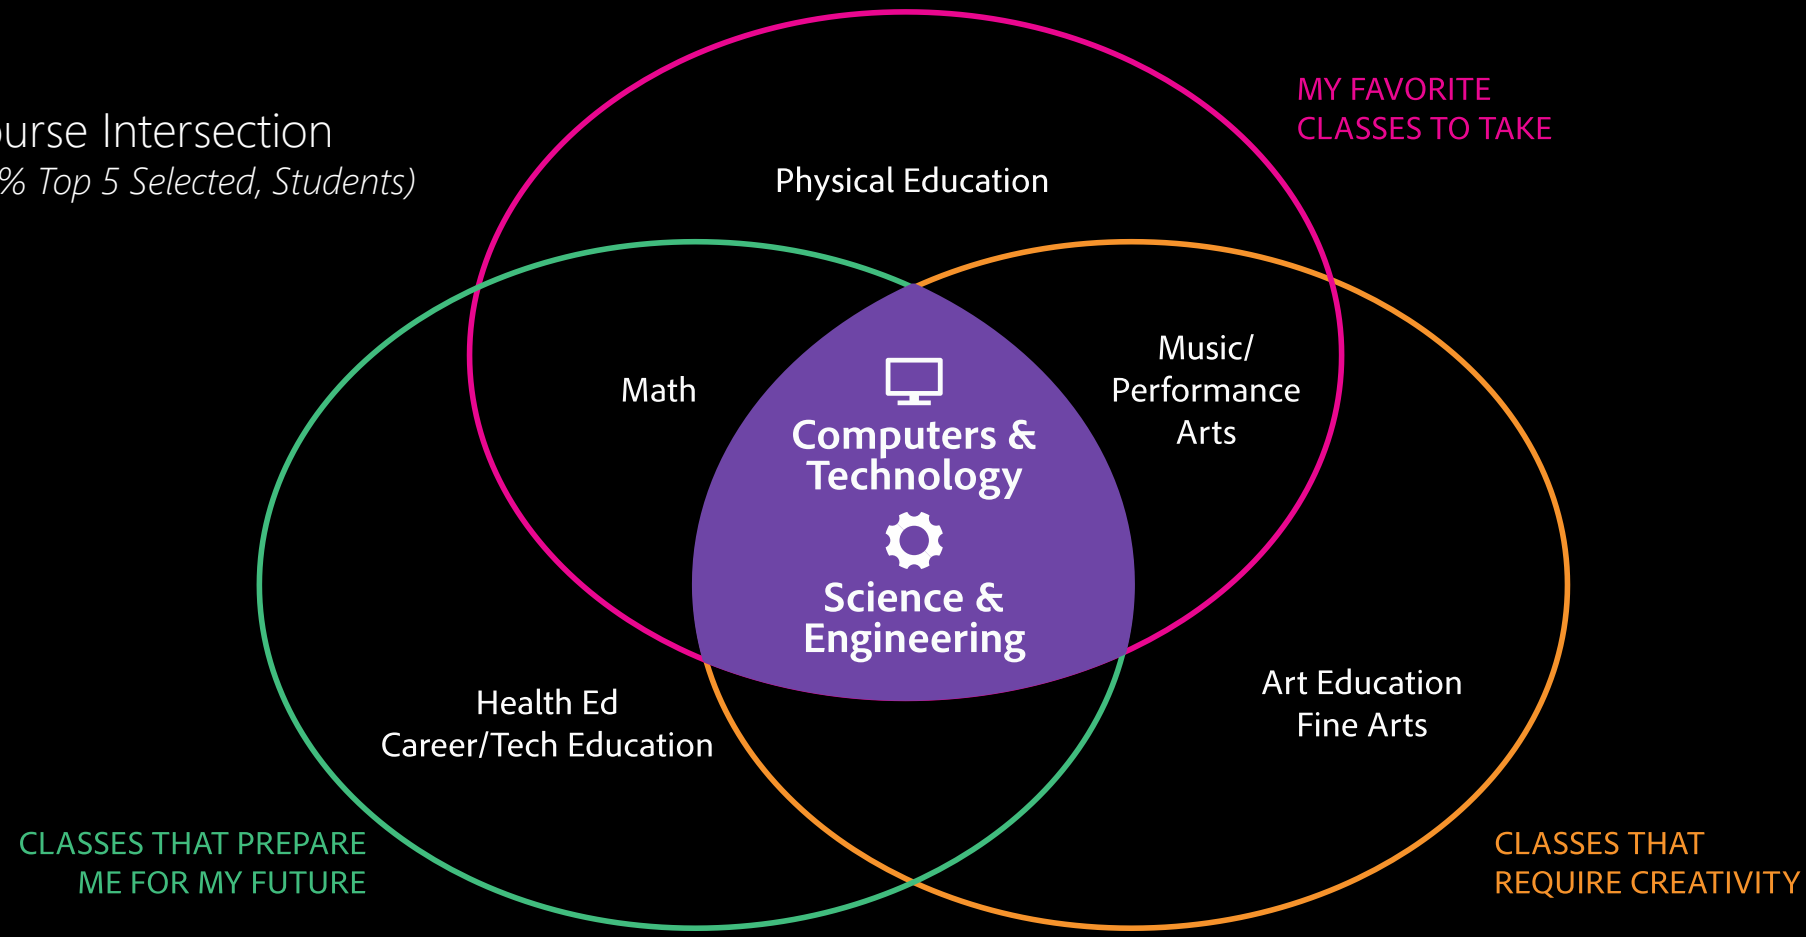 ourse Intersection
% Top 5 Selected, Students)
MY FAVORITE
CLASSES TO TAKE
Physical Education
Math
Music/
Performance
Arts
Computers &
Technology
Science &
Engineering
Health Ed
Career/Tech Education
Art Education
Fine Arts
CLASSES THAT PREPARE
ME FOR MY FUTURE
CLASSES THAT
REQUIRE CREATIVITY